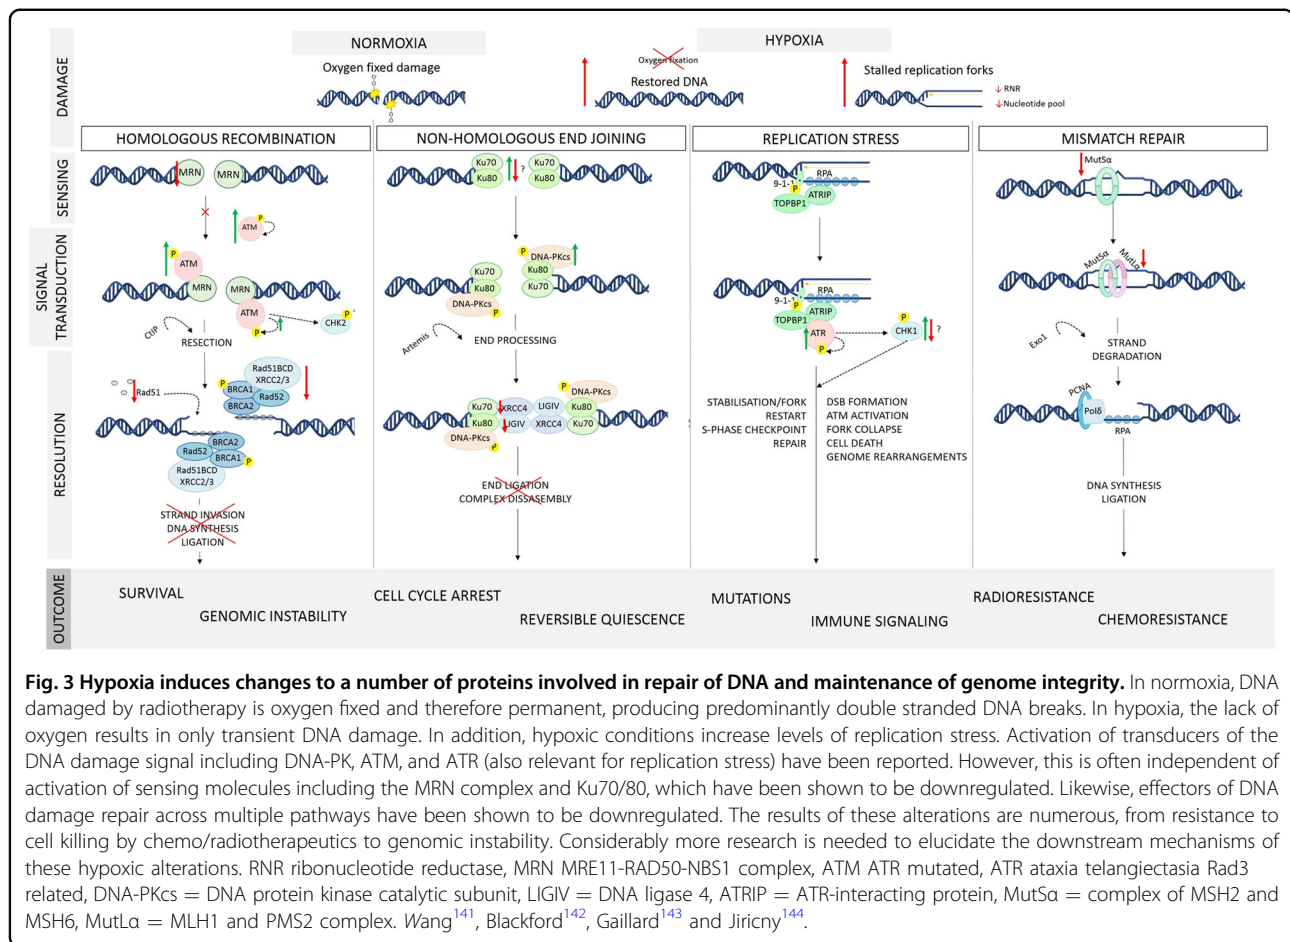 NORMOXIA
HYPOXIA
DAMAGE
Oxygen fixed damage
Oxygen fixation
Restored DNA
Stalled replication forks
↓ RNR
↓ Nucleotide pool
HOMOLOGOUS RECOMBINATION
NON-HOMOLOGOUS END JOINING
REPLICATION STRESS
MISMATCH REPAIR
SENSING
MRN
MRN
P
ATM
Ku70
Ku80
?
Ku70
Ku80
9-1-1
RPA
P
TOPBP1
ATRIP
MutSα
SIGNAL
TRANSDUCTION
P
ATM
MRN
MRN
ATM
P
P
CHK2
CtIP
RESECTION
Ku70
Ku80
DNA-PKcs
P
P
DNA-PKcs
Ku80
Ku70
Artemis
END PROCESSING
9-1-1
RPA
P
TOPBP1
ATRIP
ATR
P
P
CHK1
?
MutSα
MutLα
Exo1
STRAND
DEGRADATION
RESOLUTION
Rad51
Rad51BCD
XRCC2/3
P
BRCA1
Rad52
BRCA2
BRCA2
Rad52
BRCA1
P
Rad51BCD
XRCC2/3
STRAND INVASION
DNA SYNTHESIS
LIGATION
P
DNA-PKcs
Ku70
XRCC4
LIGIV
Ku80
Ku80
LIGIV
XRCC4
Ku70
DNA-PKcs
P
END LIGATION
COMPLEX DISSASEMBLY
STABILISATION/FORK
RESTART
S-PHASE CHECKPOINT
REPAIR
DSB FORMATION
ATM ACTIVATION
FORK COLLAPSE
CELL DEATH
GENOME REARRANGEMENTS
PCNA
Polδ
RPA
DNA SYNTHESIS
LIGATION
OUTCOME
SURVIVAL
GENOMIC INSTABILITY
CELL CYCLE ARREST
REVERSIBLE QUIESCENCE
MUTATIONS
IMMUNE SIGNALING
RADIORESISTANCE
CHEMORESISTANCE
Fig. 3 Hypoxia induces changes to a number of proteins involved in repair of DNA and maintenance of genome integrity. In normoxia, DNA
damaged by radiotherapy is oxygen fixed and therefore permanent, producing predominantly double stranded DNA breaks. In hypoxia, the lack of
oxygen results in only transient DNA damage. In addition, hypoxic conditions increase levels of replication stress. Activation of transducers of the
DNA damage signal including DNA-PK, ATM, and ATR (also relevant for replication stress) have been reported. However, this is often independent of
activation of sensing molecules including the MRN complex and Ku70/80, which have been shown to be downregulated. Likewise, effectors of DNA
damage repair across multiple pathways have been shown to be downregulated. The results of these alterations are numerous, from resistance to
cell killing by chemo/radiotherapeutics to genomic instability. Considerably more research is needed to elucidate the downstream mechanisms of
these hypoxic alterations. RNR ribonucleotide reductase, MRN MRE11-RAD50-NBS1 complex, ATM ATR mutated, ATR ataxia telangiectasia Rad3
related, DNA-PKcs = DNA protein kinase catalytic subunit, LIGIV = DNA ligase 4, ATRIP = ATR-interacting protein, MutSα = complex of MSH2 and
MSH6, MutLα = MLH1 and PMS2 complex. Wang141, Blackford142, Gaillard143 and Jiricny144.